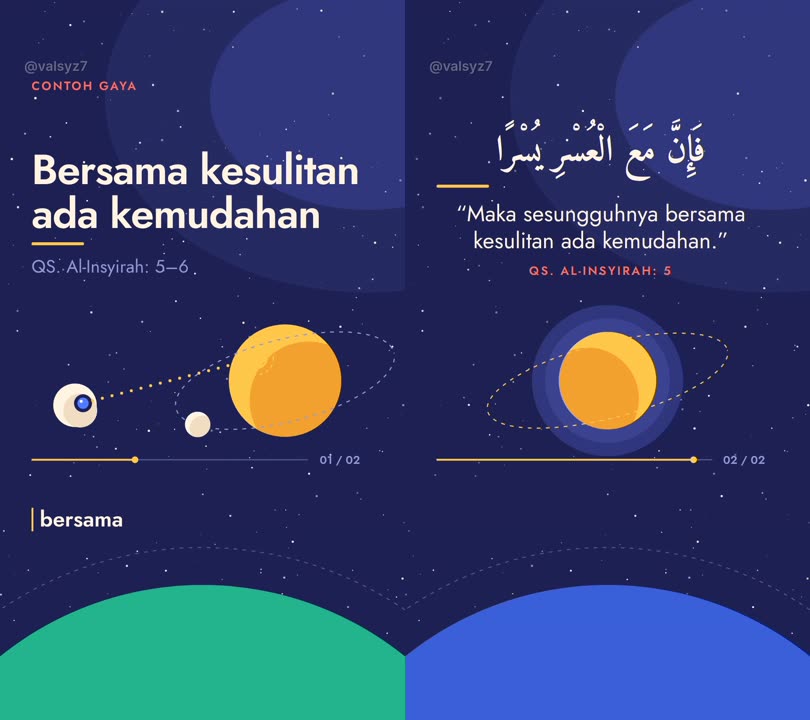 @valsyz7
CONTOH GAYA
Bersama kesulitan
ada kemudahan
QS. Al-Insyirah: 5–6
01 / 02
bersama
@valsyz7
فَإِنَّ مَعَ الْعُسْرِ يُسْرًا
“Maka sesungguhnya bersama
kesulitan ada kemudahan.”
QS. AL-INSYIRAH: 5
02 / 02